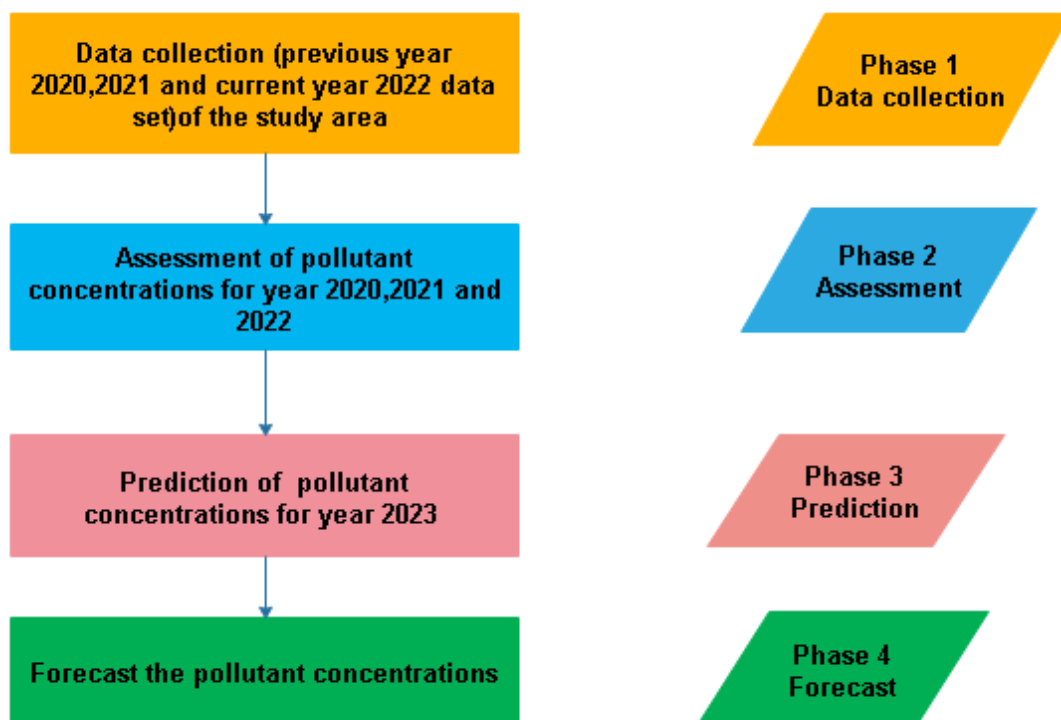 Data collection (previous year
2020,2021 and current year 2022 data
set)of the study area
Phase 1
Data collection
Assessment of pollutant
concentrations for year 2020,2021 and
2022
Phase 2
Assessment
Prediction of  pollutant
concentrations for year 2023
Phase 3
Prediction
Forecast the pollutant concentrations
Phase 4
Forecast